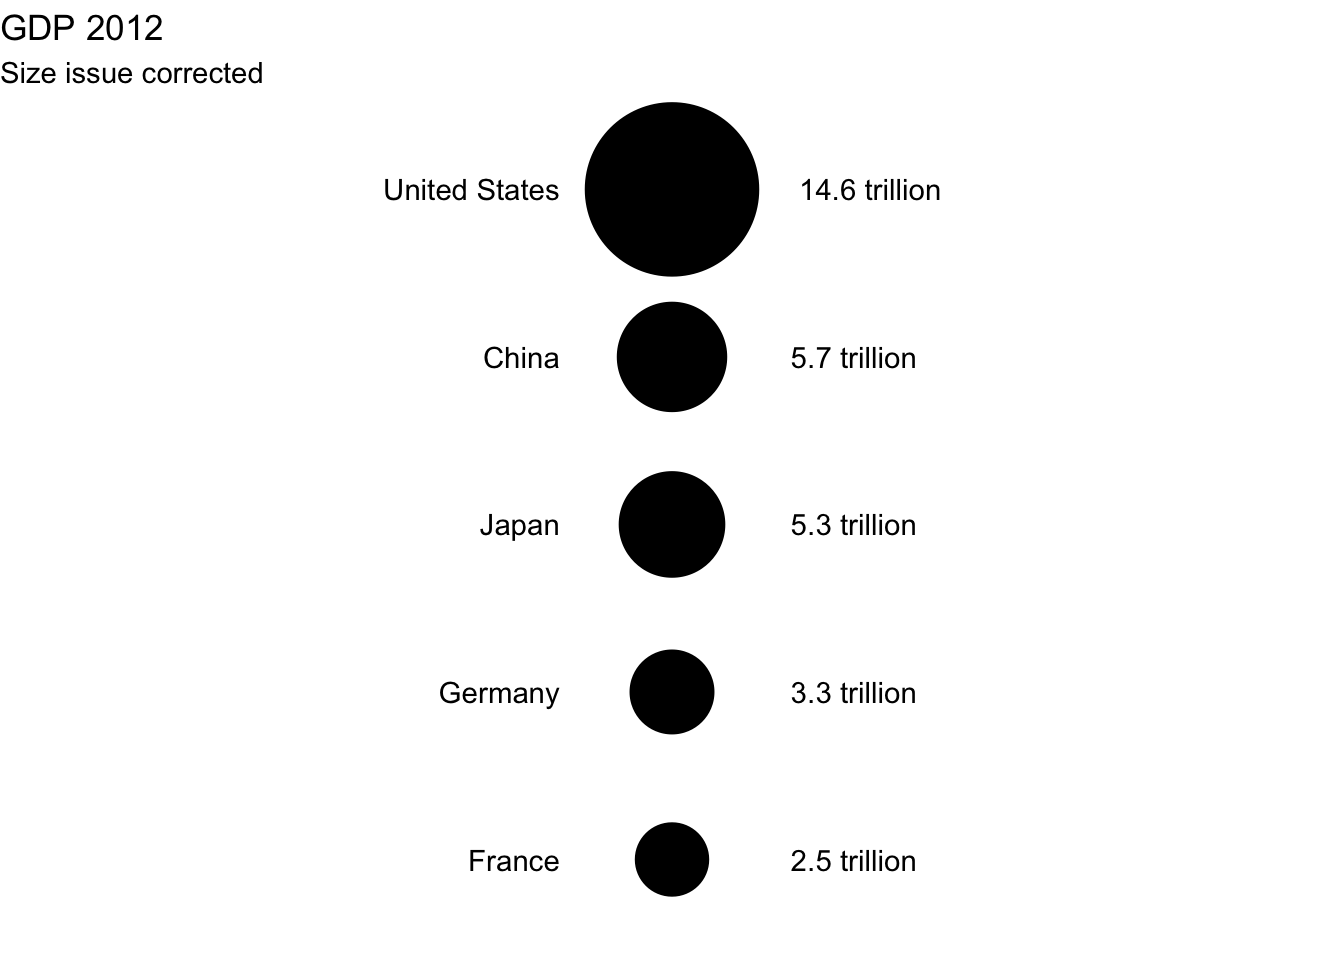 GDP 2012
Size issue corrected
United States 14.6 trillion
China 5.7 trillion
Japan 5.3 trillion
Germany 3.3 trillion
France 2.5 trillion